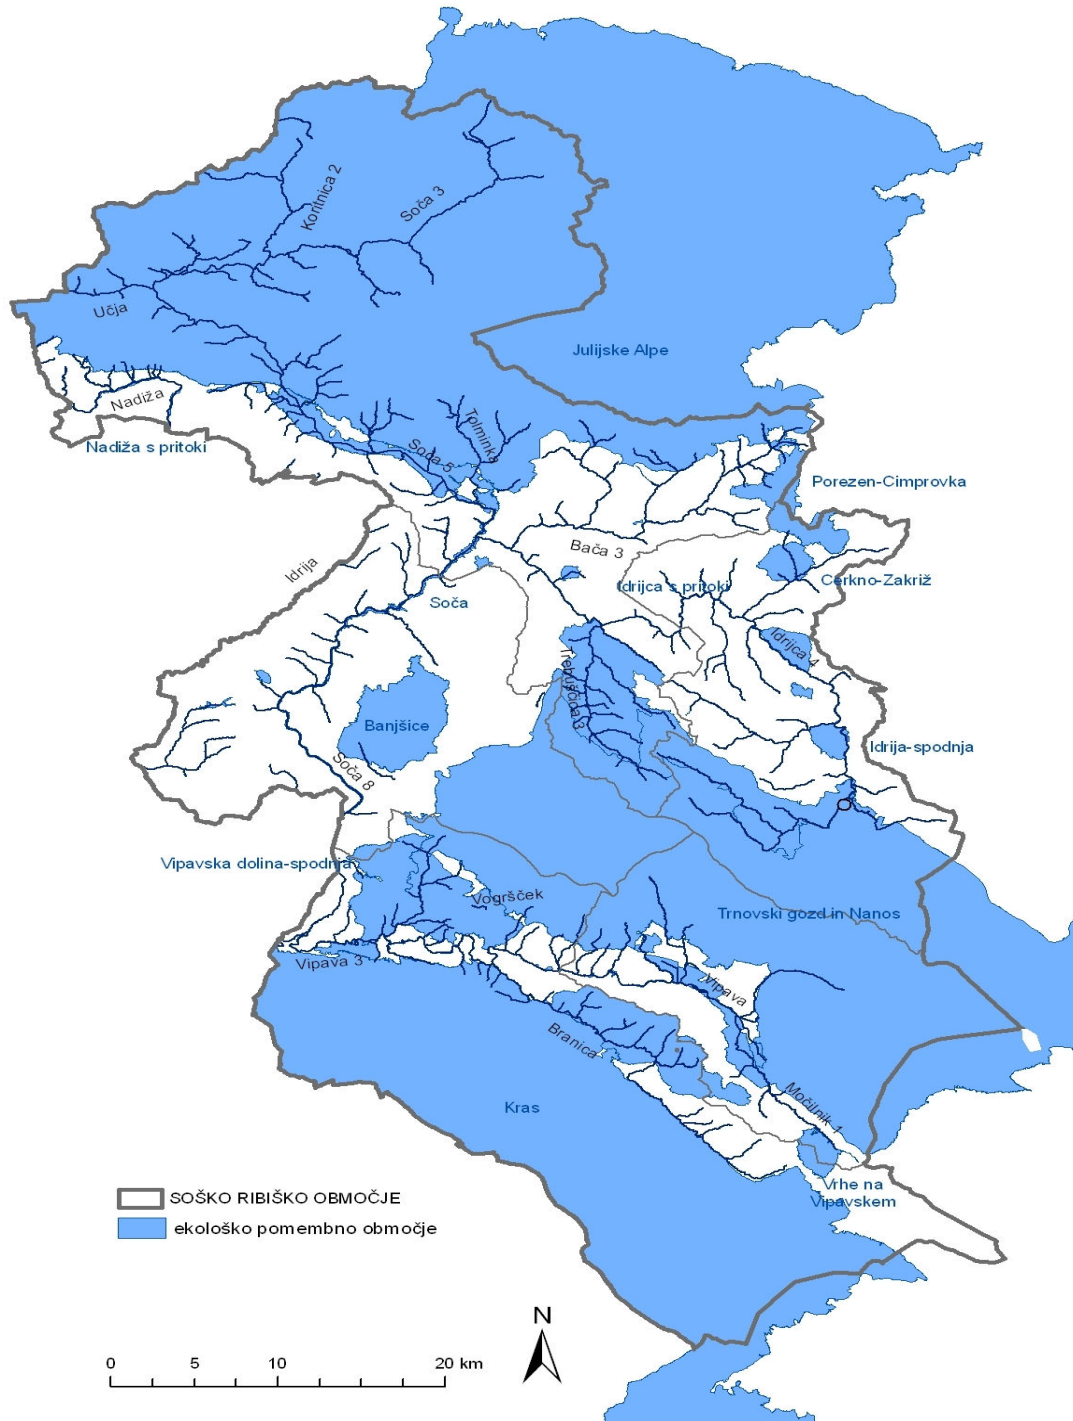 Koritnica 2
Soča 3
Učja
Julijske Alpe
Nadiža
Nadiža s pritoki
Soča 5
Tolminka
Porezen-Cimprovka
Idrija
Bača 3
Cerkno-Zakriž
Idrijca s pritoki
Soča
Idrijca 4
Trebuščica 3
Banjšice
Idrija-spodnja
Soča 8
Vipavska dolina-spodnja
Vogršček
Trnovski gozd in Nanos
Vipava 3
Vipava
Branica
Kras
Močilnik 1
Vrhe na
Vipavskem
SOŠKO RIBIŠKO OBMOČJE
ekološko pomembno območje
N
0 5 10 20 km